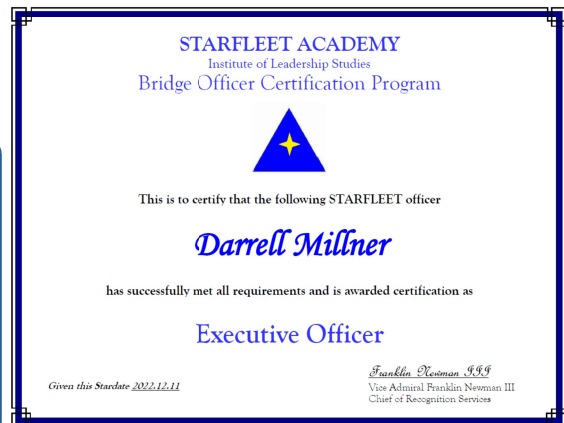 STARFLEET ACADEMY
Institute of Leadership Studies
Bridge Officer Certification Program
This is to certify that the following STARFLEET officer
Darrell Millner
has successfully met all requirements and is awarded certification as
Executive Officer
Franklin Newman III
Given this Stardate 2022.12.11
Vice Admiral Franklin Newman III
Chief of Recognition Services